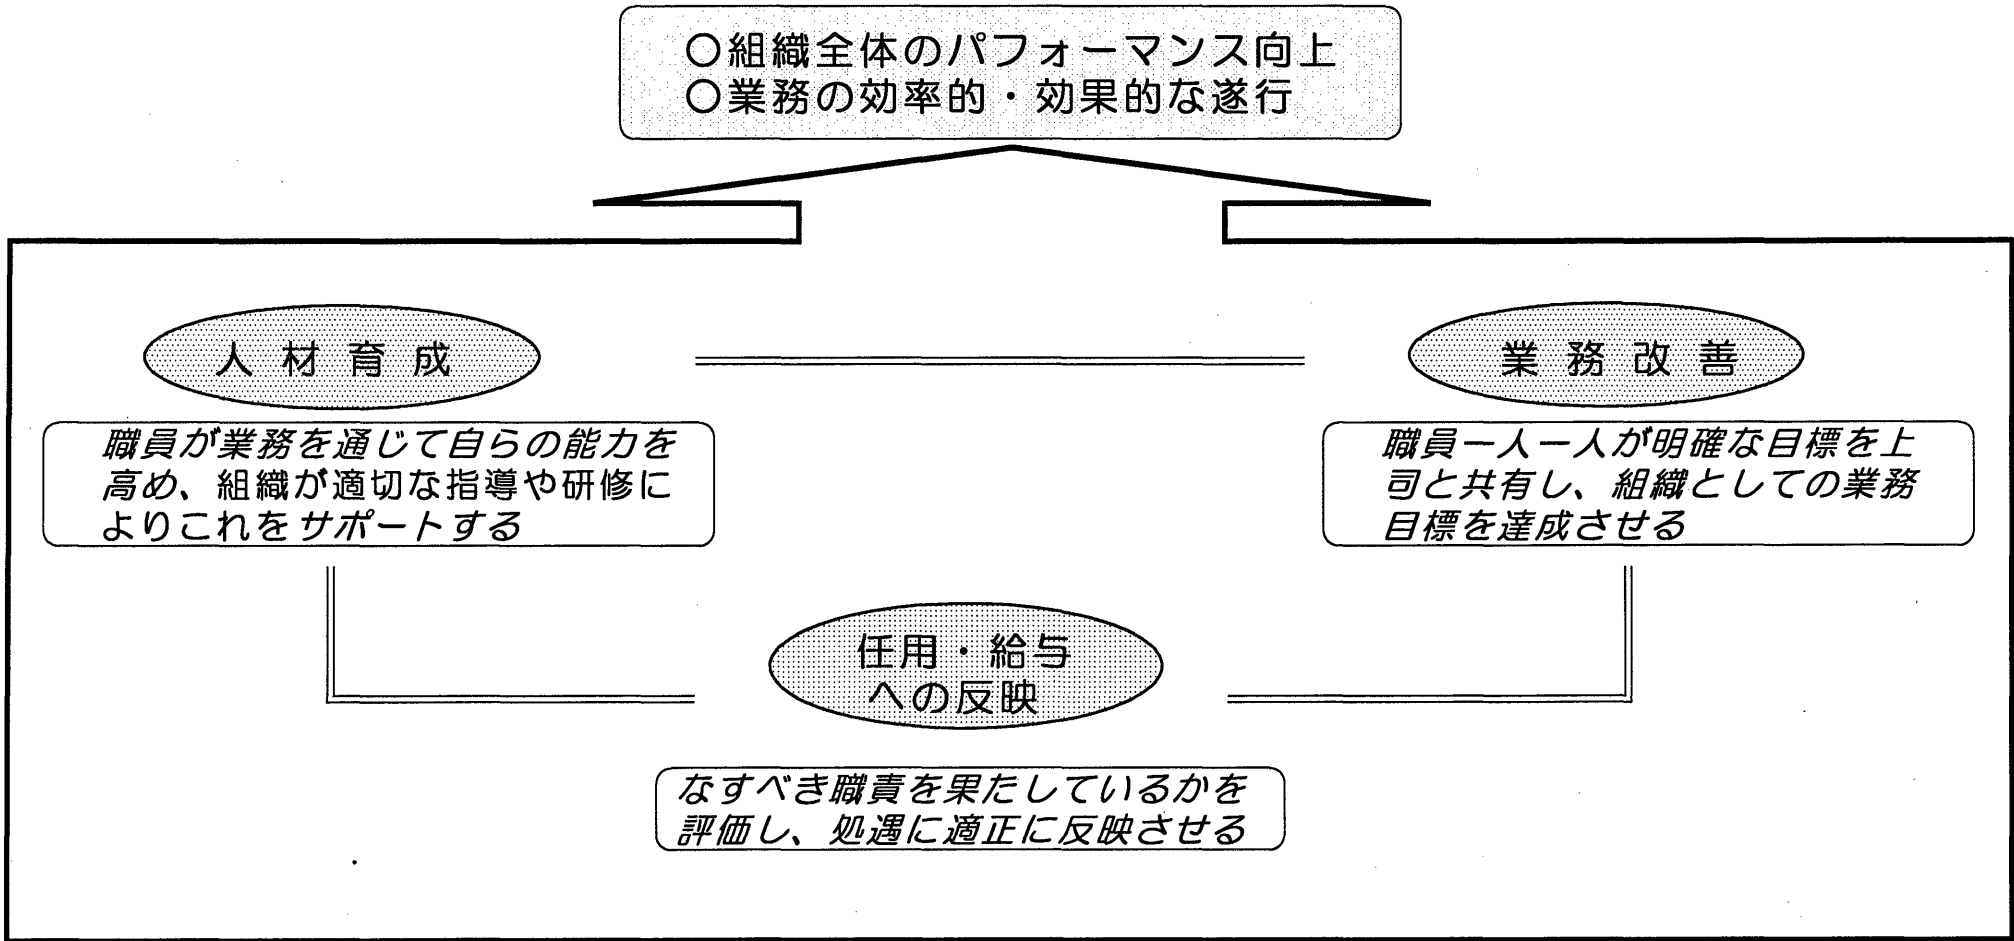 ○組織全体のパフォーマンス向上
○業務の効率的・効果的な遂行
人材育成
職員が業務を通じて自らの能力を
高め、組織が適切な指導や研修に
よりこれをサポートする
業務改善
職員一人一人が明確な目標を上
司と共有し、組織としての業務
目標を達成させる
任用・給与
への反映
なすべき職責を果たしているかを
評価し、処遇に適正に反映させる